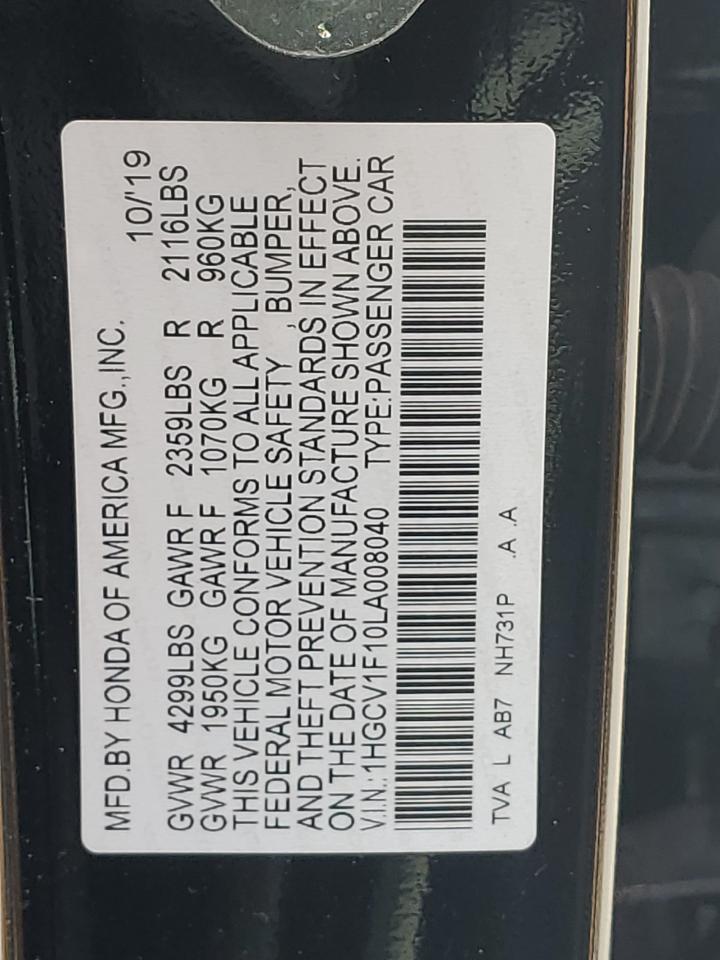 MFD.BY HONDA OF AMERICA MFG.,INC. 10/'19
GVWR 4299LBS GAWR F 2359LBS R 2116LBS
GVWR 1950KG GAWR F 1070KG R 960KG
THIS VEHICLE CONFORMS TO ALL APPLICABLE
FEDERAL MOTOR VEHICLE SAFETY , BUMPER,
AND THEFT PREVENTION STANDARDS IN EFFECT
ON THE DATE OF MANUFACTURE SHOWN ABOVE.
V.I.N.:1HGCV1F10LA008040 TYPE:PASSENGER CAR
TVA L AB7 NH731P .A .A